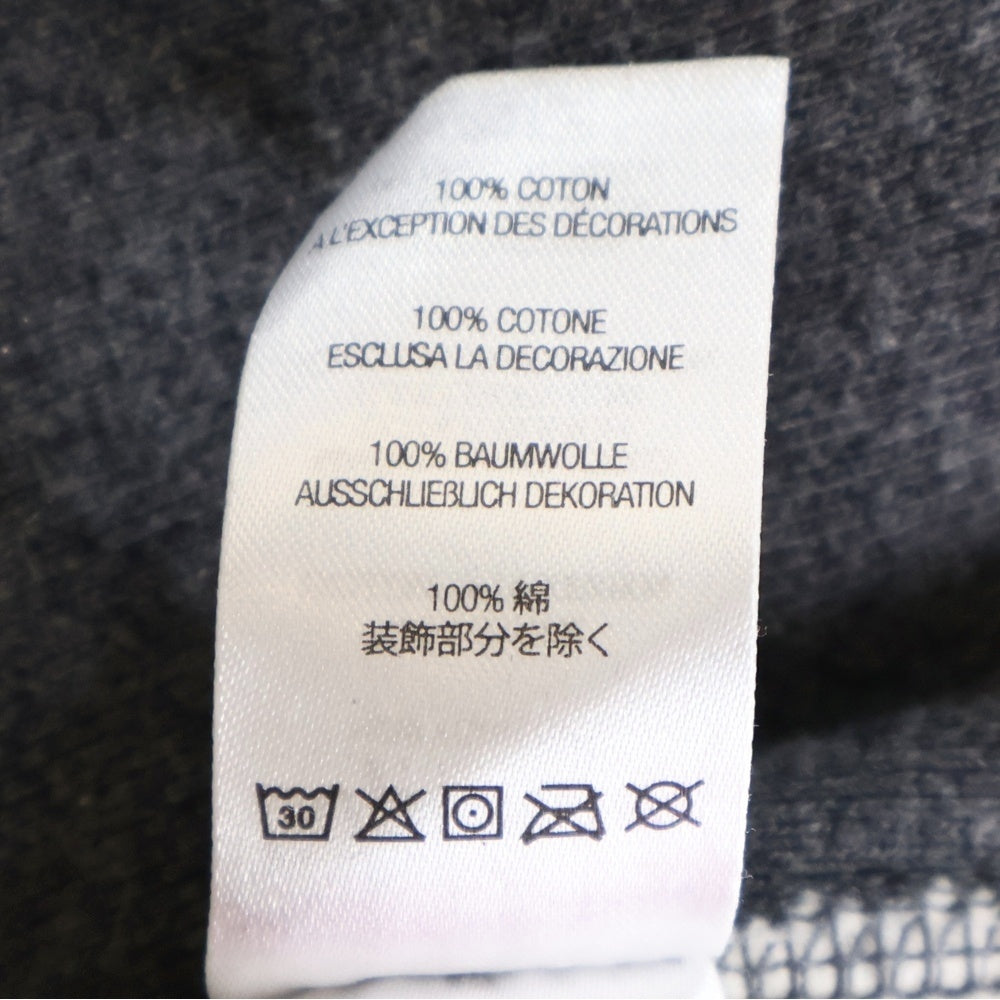 100% COTON
A L'EXCEPTION DES DÉCORATIONS
100% COTONE
ESCLUSA LA DECORAZIONE
100% BAUMWOLLE
AUSSCHLIEßLICH DEKORATION
100% 綿
装飾部分を除く
30